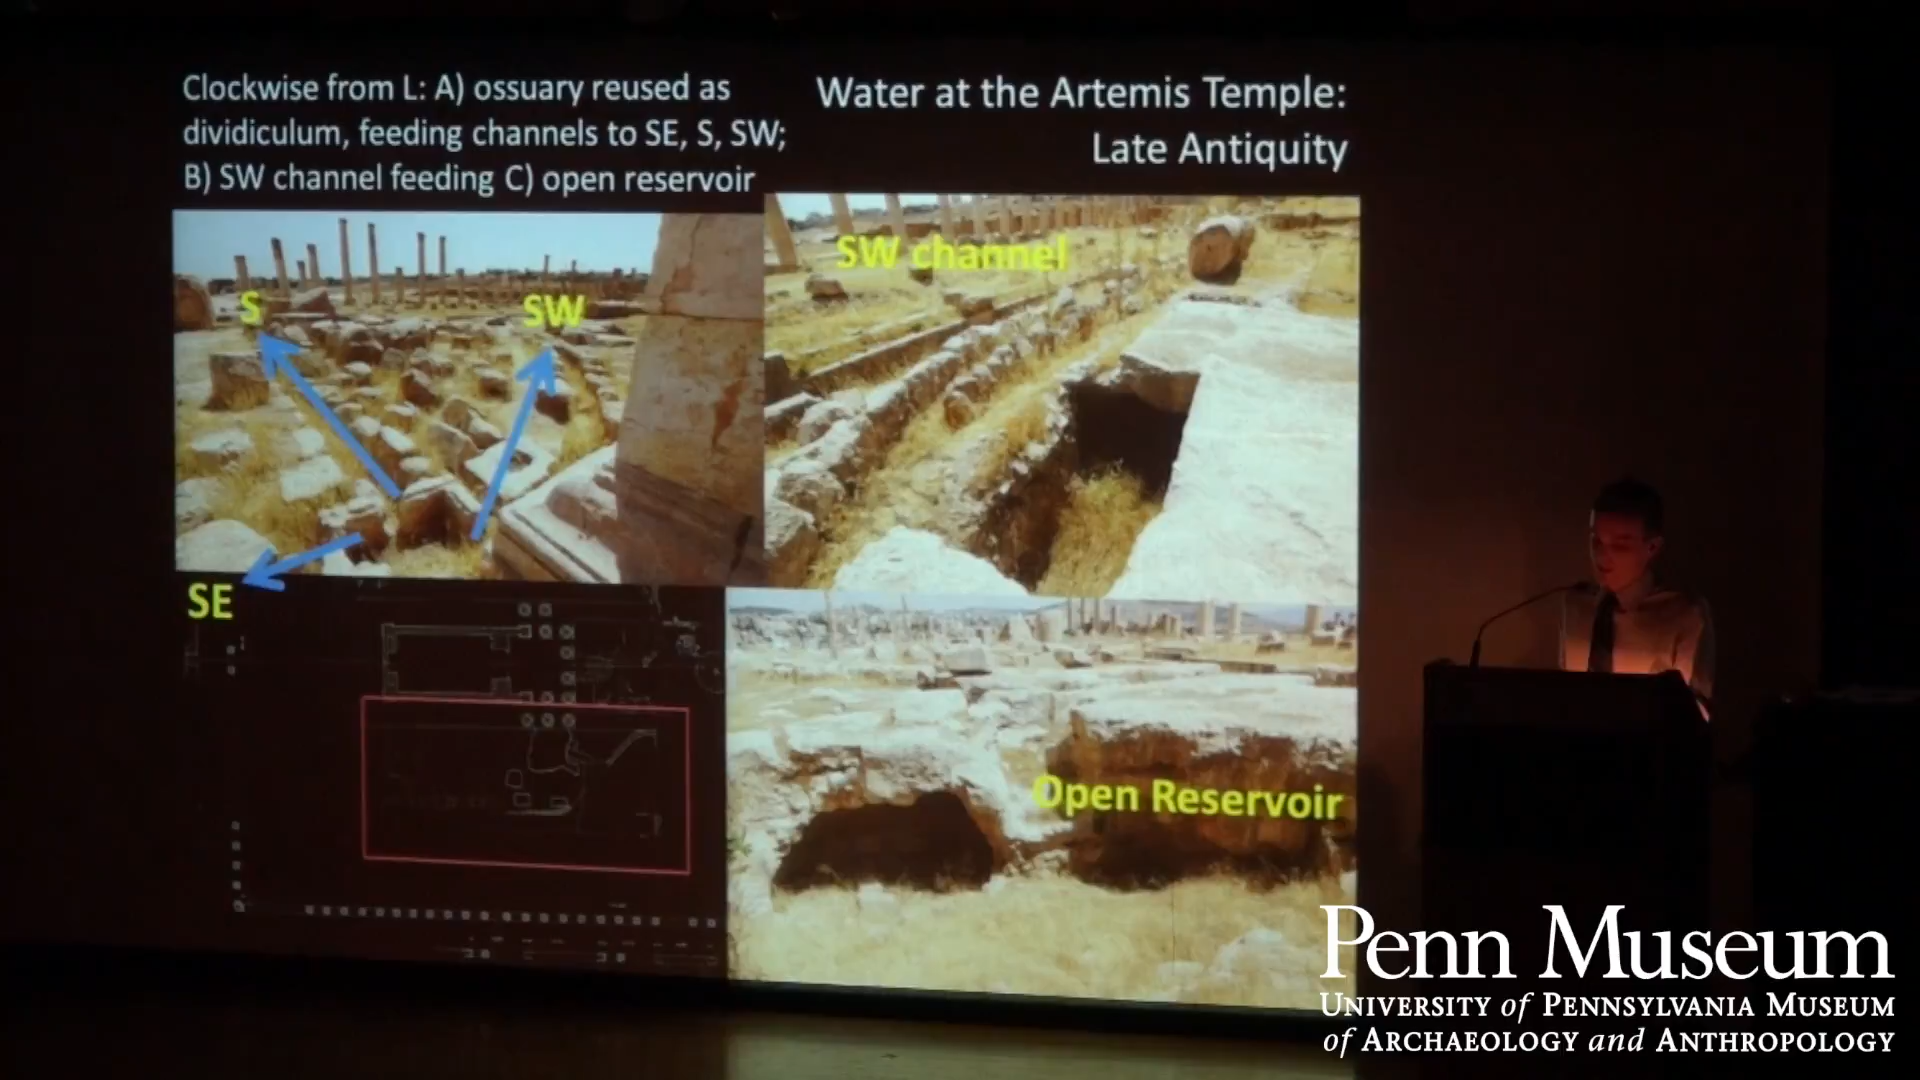 Clockwise from L: A) ossuary reused as
dividiculum, feeding channels to SE, S, SW;
B) SW channel feeding C) open reservoir
Water at the Artemis Temple:
Late Antiquity
S
SW
SE
SW channel
Open Reservoir
Penn Museum
UNIVERSITY of PENNSYLVANIA MUSEUM
of ARCHAEOLOGY and ANTHROPOLOGY